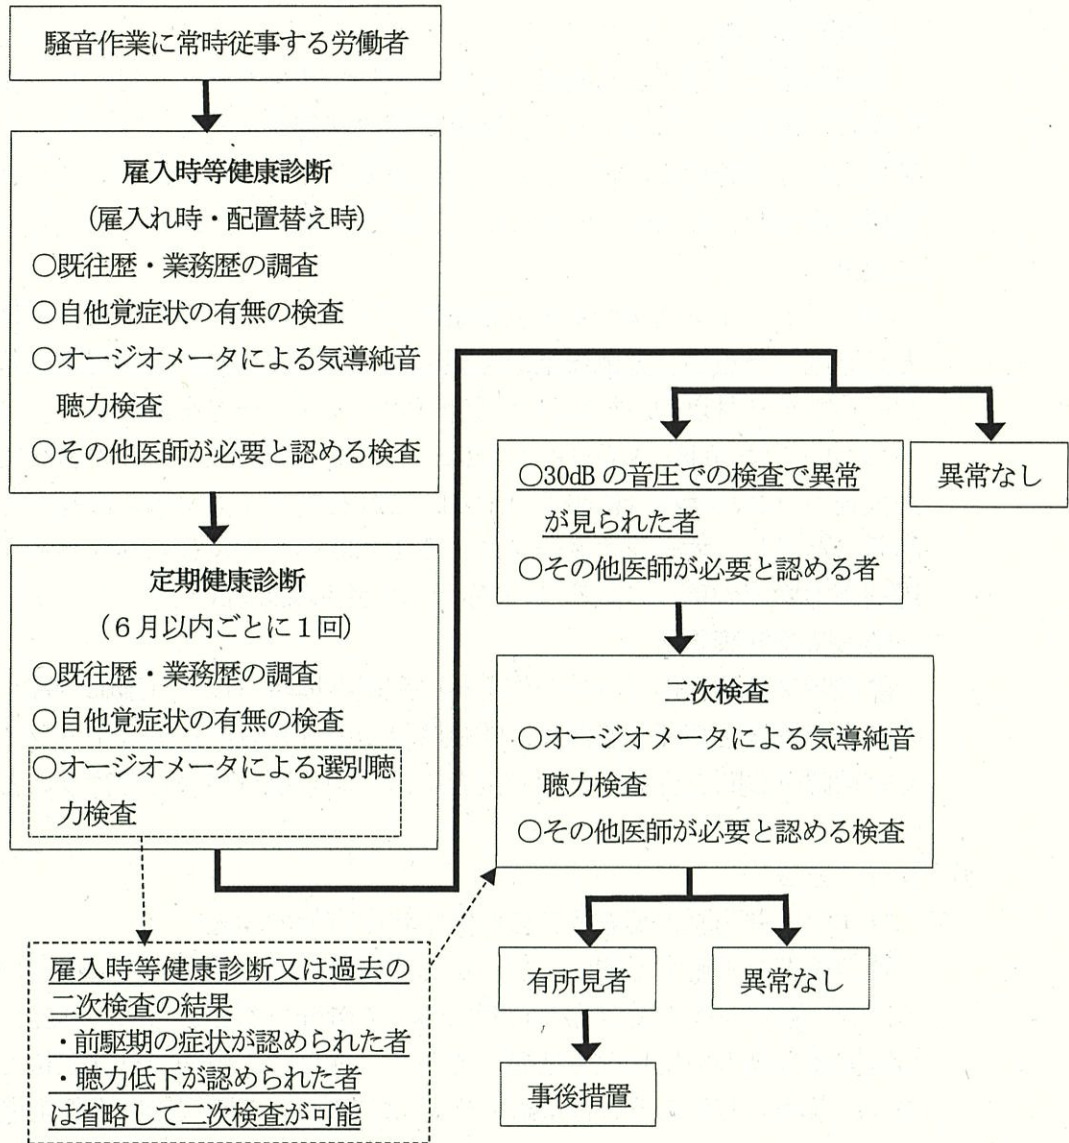 騒音作業に常時従事する労働者
雇入時等健康診断
(雇入れ時・配置替え時)
○既往歴・業務歴の調査
○自他覚症状の有無の検査
○オージオメータによる気導純音
聴力検査
○その他医師が必要と認める検査
定期健康診断
(6月以内ごとに1回)
○既往歴・業務歴の調査
○自他覚症状の有無の検査
○オージオメータによる選別聴
力検査
雇入時等健康診断又は過去の
二次検査の結果
・前駆期の症状が認められた者
・聴力低下が認められた者
は省略して二次検査が可能
○30dBの音圧での検査で異常
が見られた者
○その他医師が必要と認める者
異常なし
二次検査
○オージオメータによる気導純音
聴力検査
○その他医師が必要と認める検査
有所見者
異常なし
事後措置